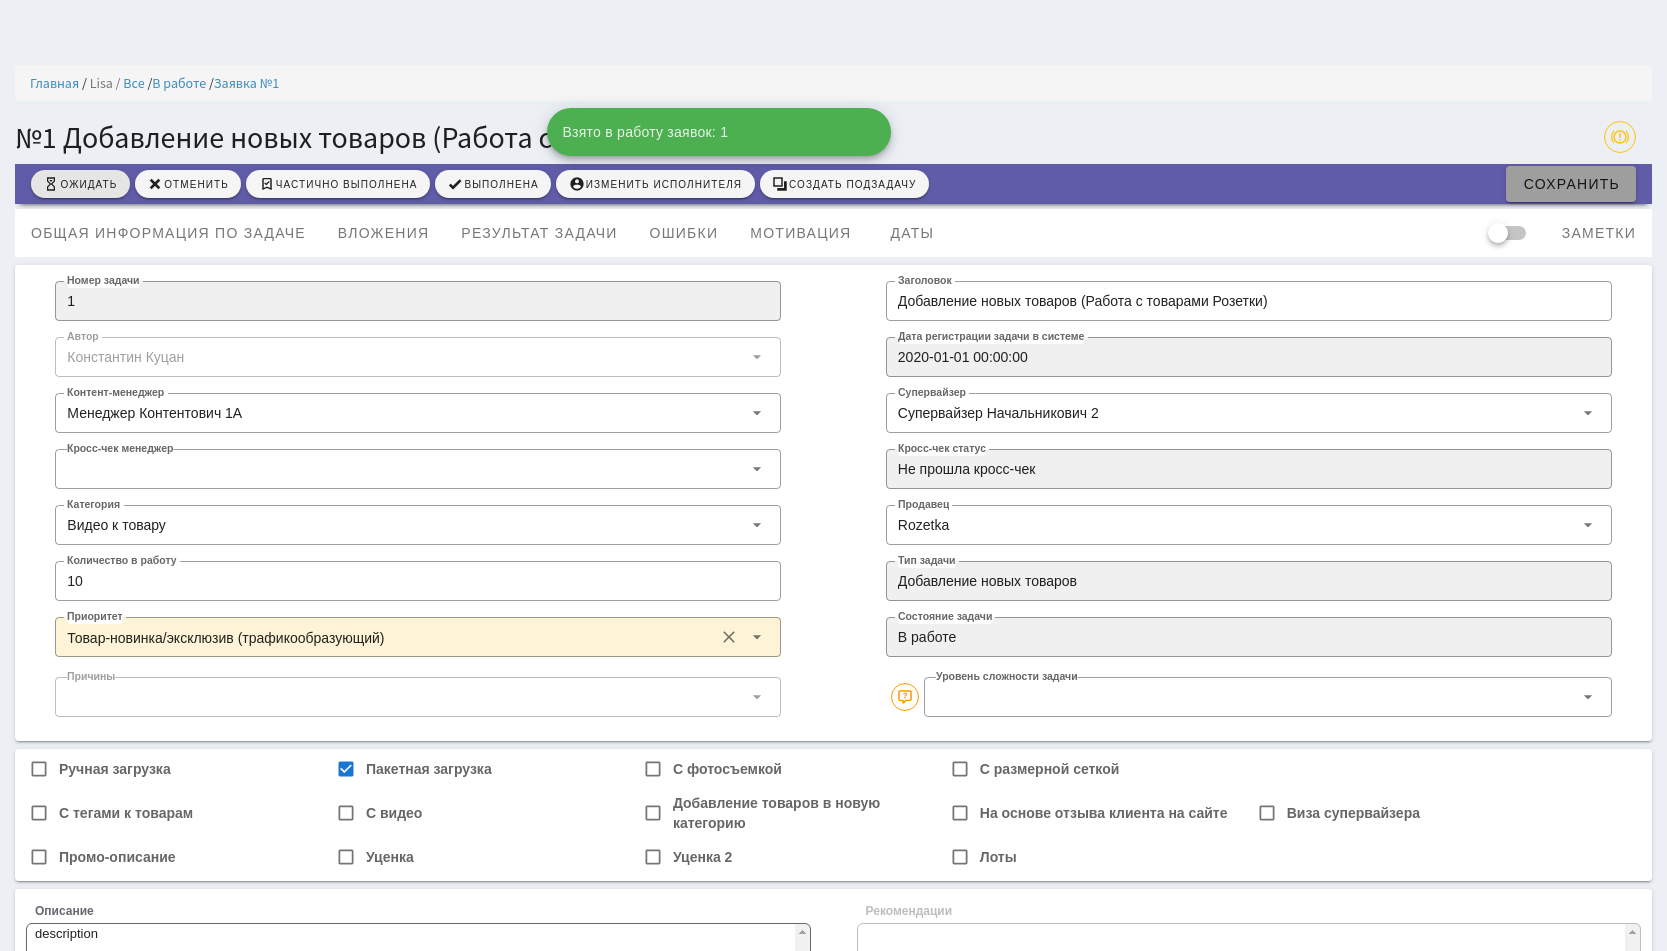 Главная / Lisa / Все /В работе /Заявка №1
№1 Добавление новых товаров (Работа с
Взято в работу заявок: 1
ОЖИДАТЬ ОТМЕНИТЬ ЧАСТИЧНО ВЫПОЛНЕНА ВЫПОЛНЕНА ИЗМЕНИТЬ ИСПОЛНИТЕЛЯ СОЗДАТЬ ПОДЗАДАЧУ СОХРАНИТЬ
ОБЩАЯ ИНФОРМАЦИЯ ПО ЗАДАЧЕ ВЛОЖЕНИЯ РЕЗУЛЬТАТ ЗАДАЧИ ОШИБКИ МОТИВАЦИЯ ДАТЫ ЗАМЕТКИ
Номер задачи Заголовок
1 Добавление новых товаров (Работа с товарами Розетки)
Автор Дата регистрации задачи в системе
Константин Куцан 2020-01-01 00:00:00
Контент-менеджер Супервайзер
Менеджер Контентович 1А Супервайзер Начальникович 2
Кросс-чек менеджер Кросс-чек статус
Не прошла кросс-чек
Категория Продавец
Видео к товару Rozetka
Количество в работу Тип задачи
10 Добавление новых товаров
Приоритет Состояние задачи
Товар-новинка/эксклюзив (трафикообразующий) В работе
Причины Уровень сложности задачи
Ручная загрузка Пакетная загрузка С фотосъемкой С размерной сеткой
С тегами к товарам С видео Добавление товаров в новую категорию На основе отзыва клиента на сайте Виза супервайзера
Промо-описание Уценка Уценка 2 Лоты
Описание Рекомендации
description